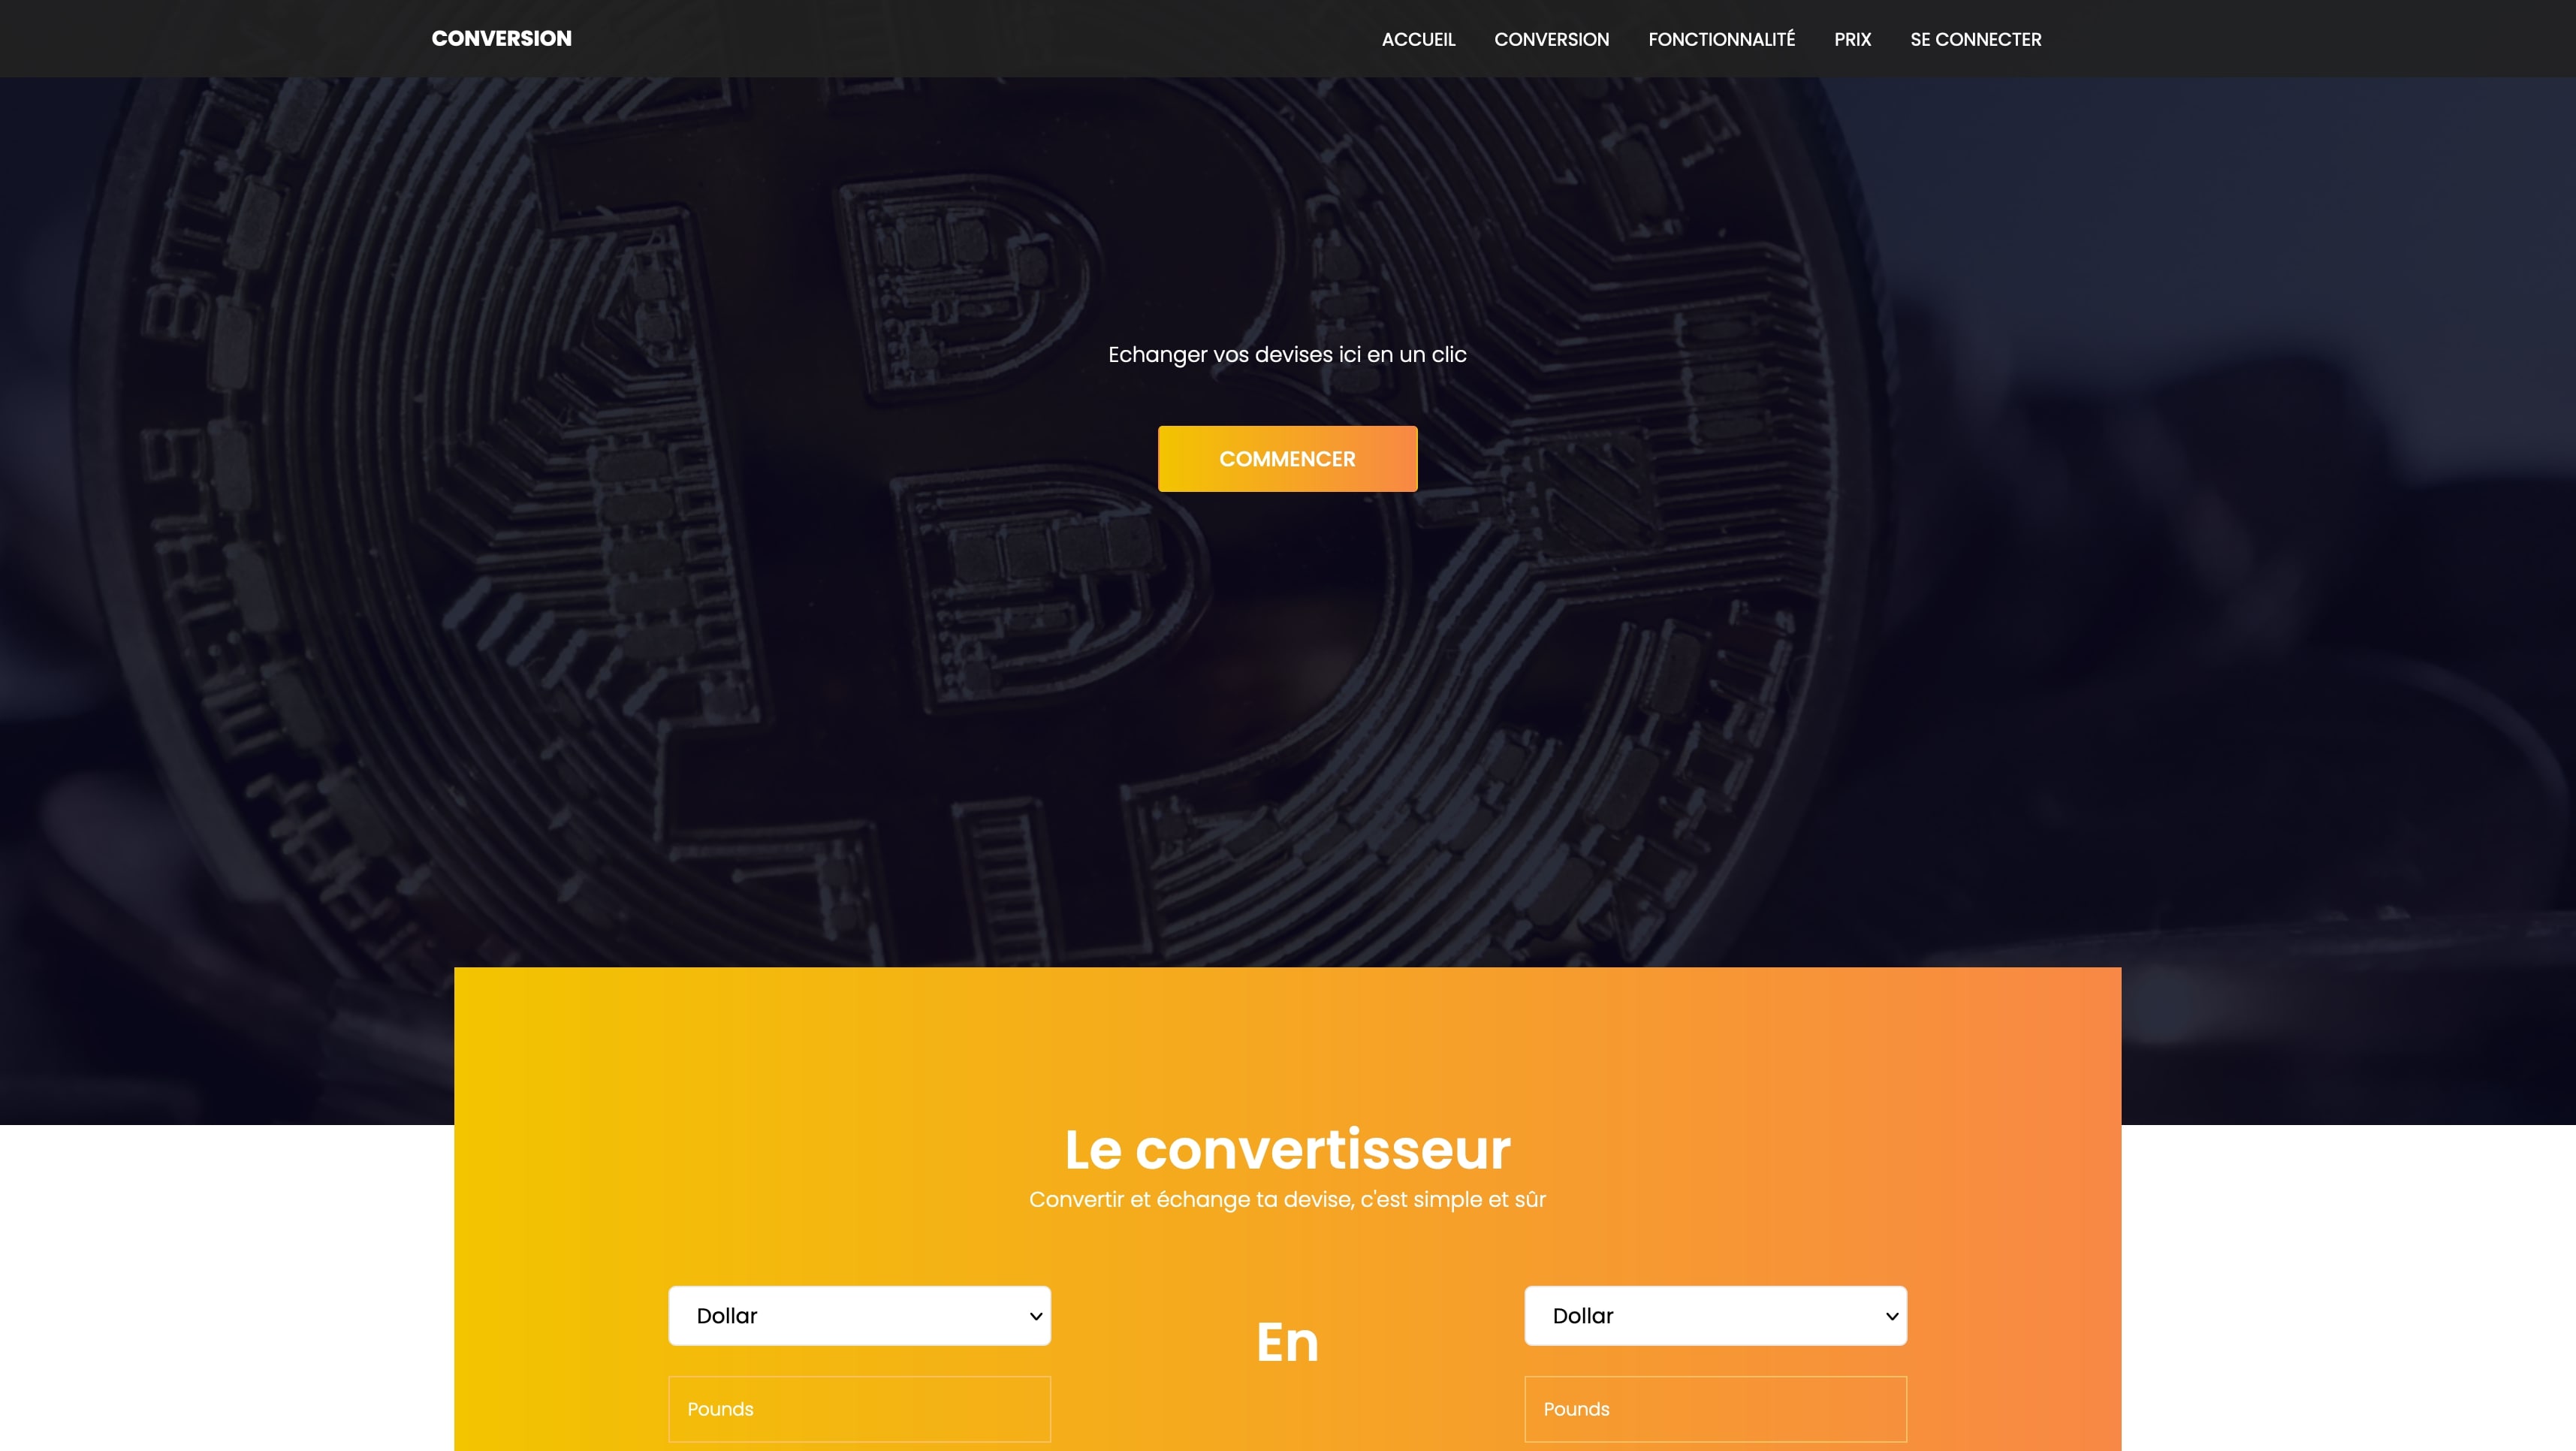 CONVERSION
ACCUEIL CONVERSION FONCTIONNALITÉ PRIX SE CONNECTER
Echanger vos devises ici en un clic
COMMENCER
Le convertisseur
Convertir et échange ta devise, c'est simple et sûr
Dollar
En
Dollar
Pounds
Pounds